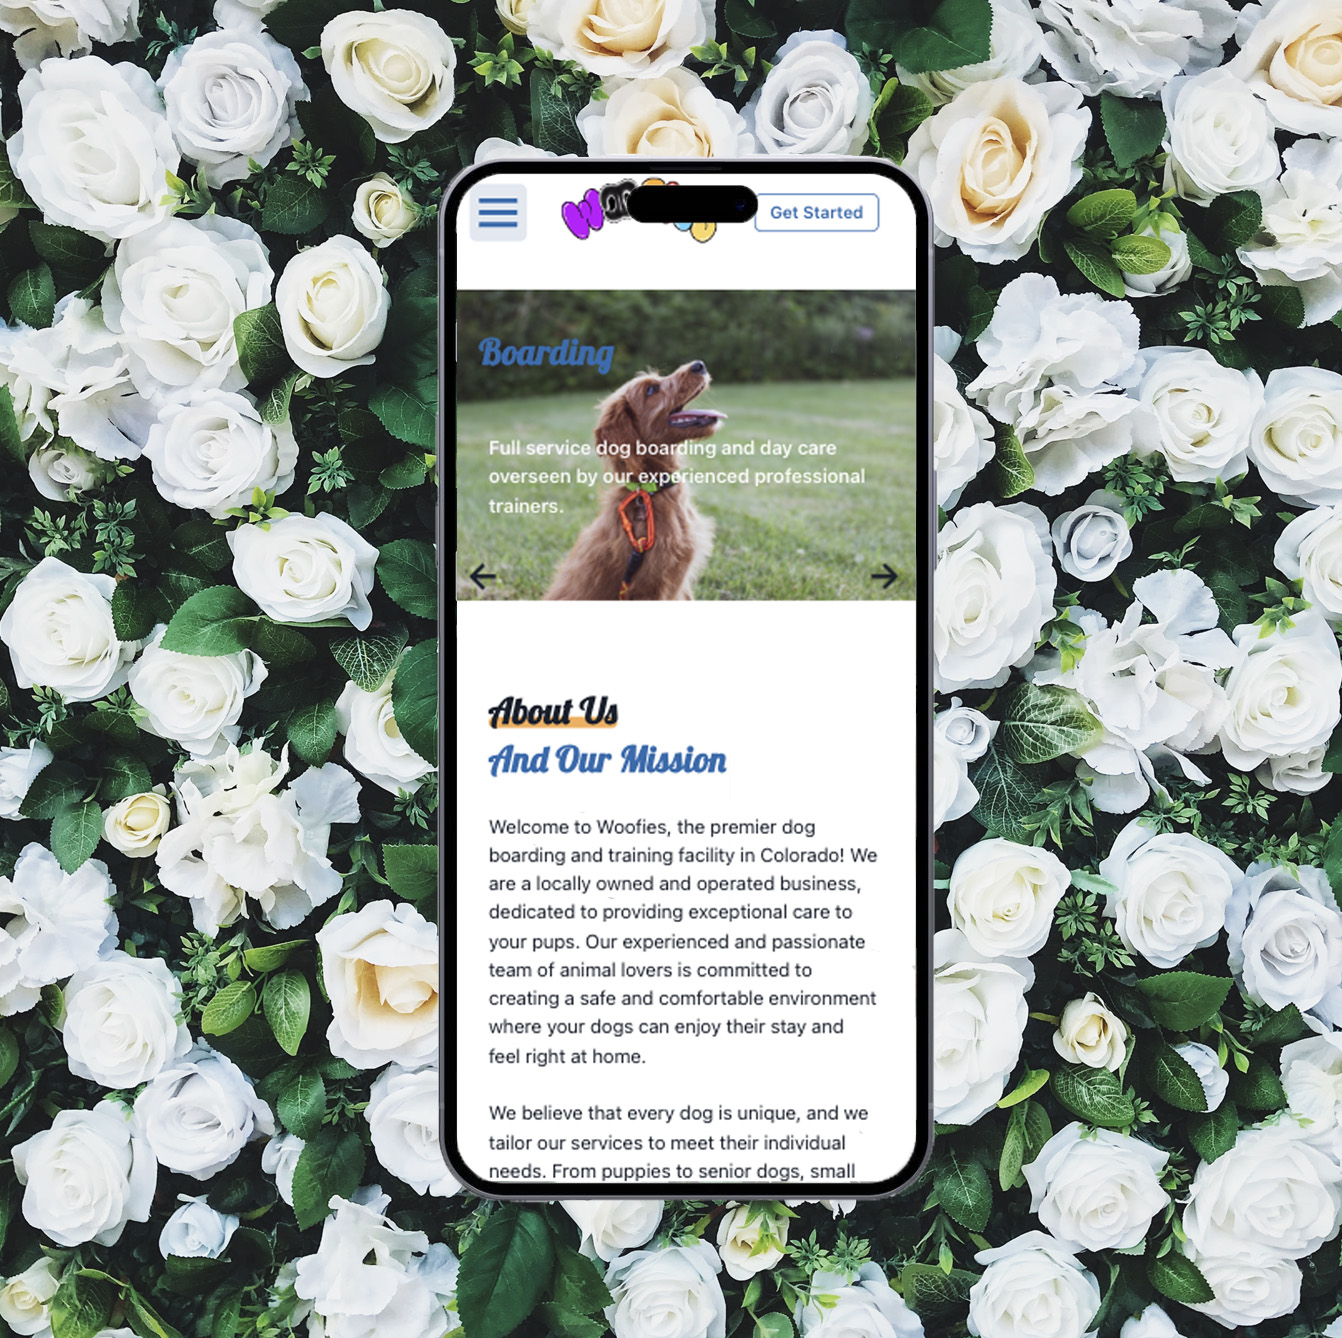 Get Started
Boarding
Full service dog boarding and day care
overseen by our experienced professional
trainers.
About Us
And Our Mission
Welcome to Woofies, the premier dog
boarding and training facility in Colorado! We
are a locally owned and operated business,
dedicated to providing exceptional care to
your pups. Our experienced and passionate
team of animal lovers is committed to
creating a safe and comfortable environment
where your dogs can enjoy their stay and
feel right at home.
We believe that every dog is unique, and we
tailor our services to meet their individual
needs. From puppies to senior dogs, small